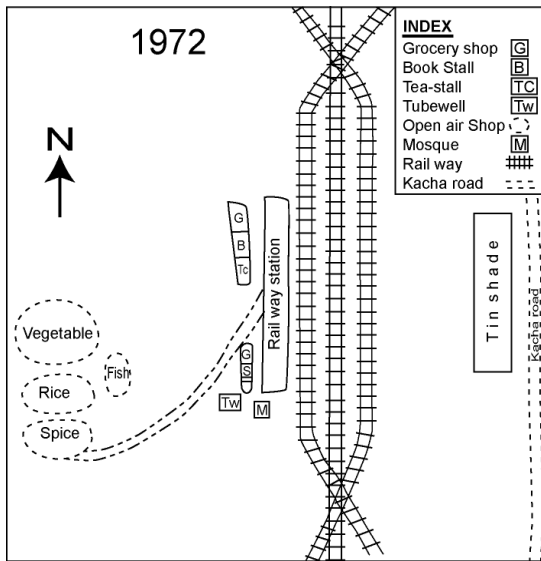 1972
INDEX
Grocery shop G
Book Stall B
Tea-stall TC
Tubewell Tw
Open air Shop
Mosque M
Rail way
Kacha road
N
G
B
Tc
Rail way station
Tin shade
Kacha road
Vegetable
Fish
Rice
Spice
G
S
Tw
M